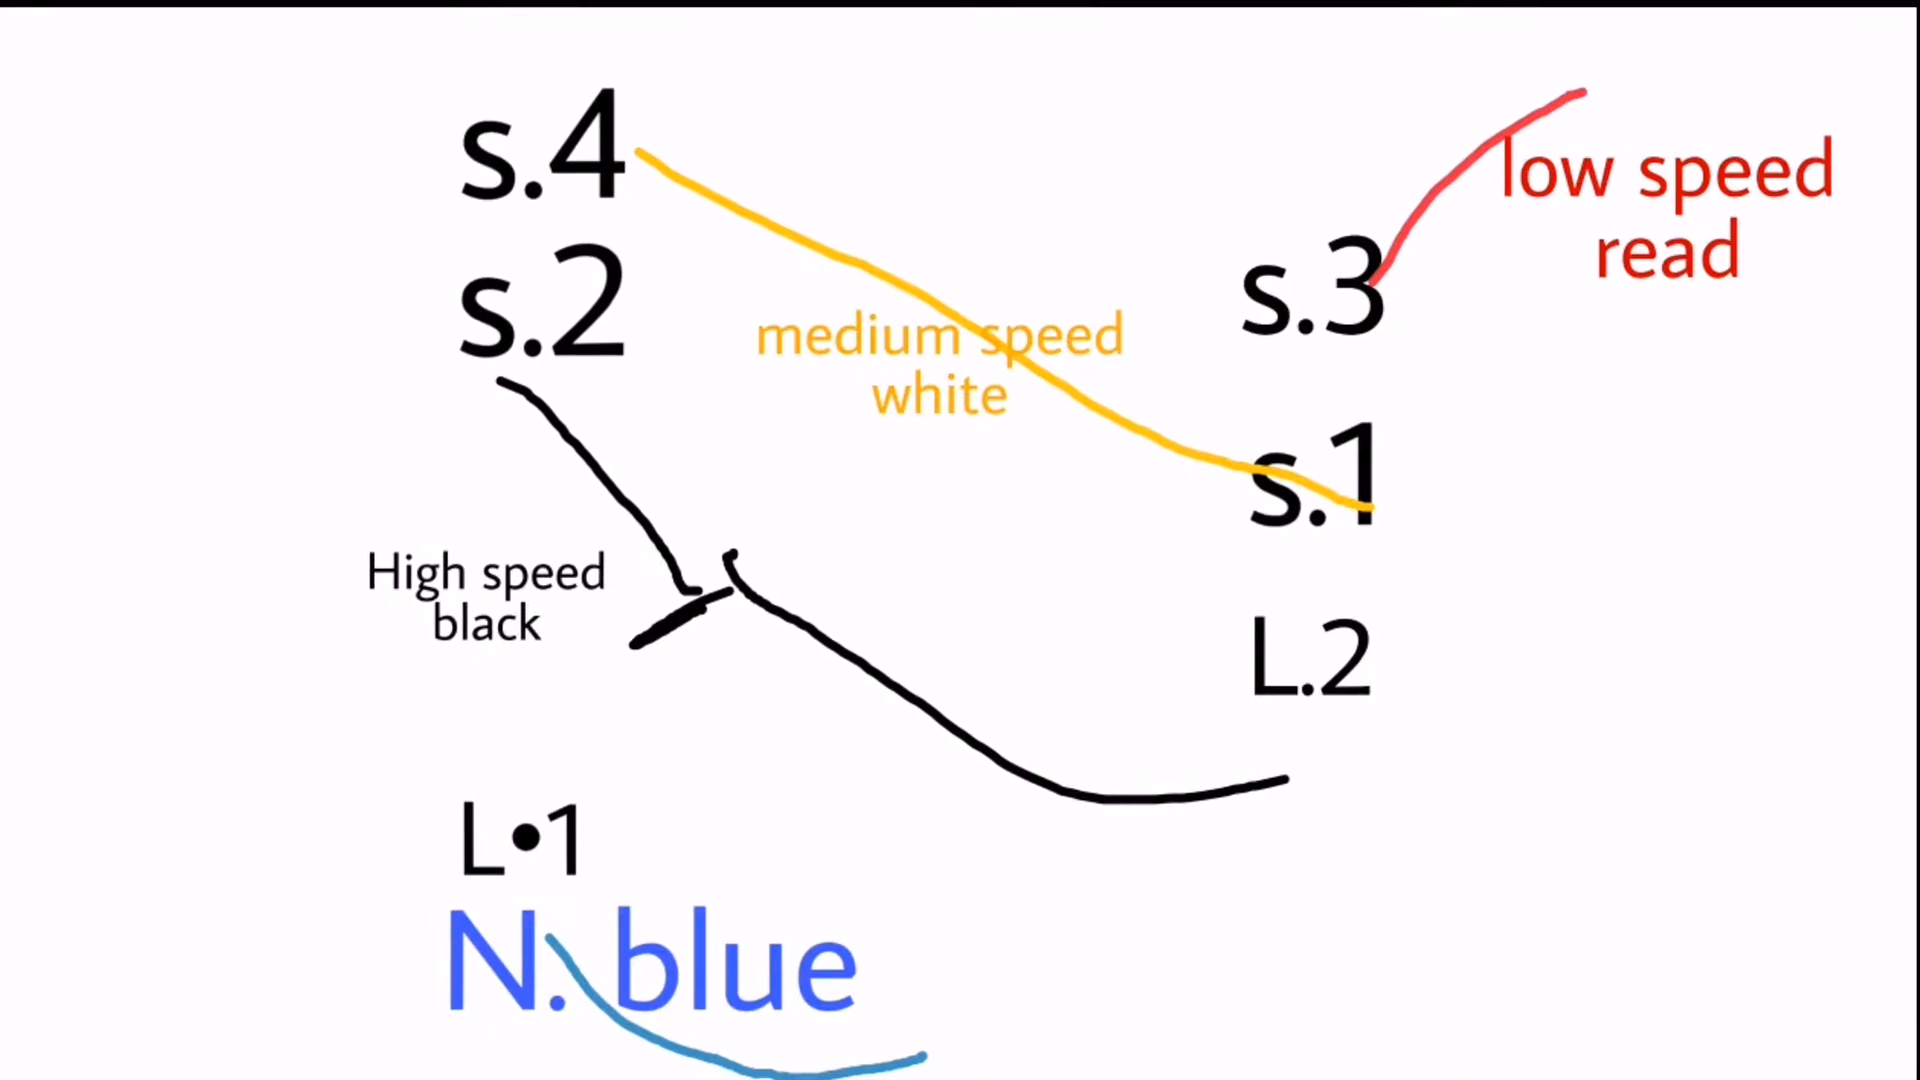 s.4
s.2
medium speed
white
low speed
read
s.3
s.1
High speed
black
L.2
L•1
N. blue